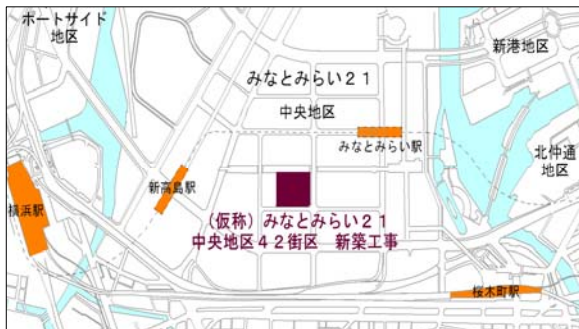 ポートサイド
地区
新港地区
みなとみらい２１
中央地区
みなとみらい駅
北仲通
地区
新高島駅
横浜駅
（仮称）みなとみらい２１
中央地区４２街区　新築工事
桜木町駅